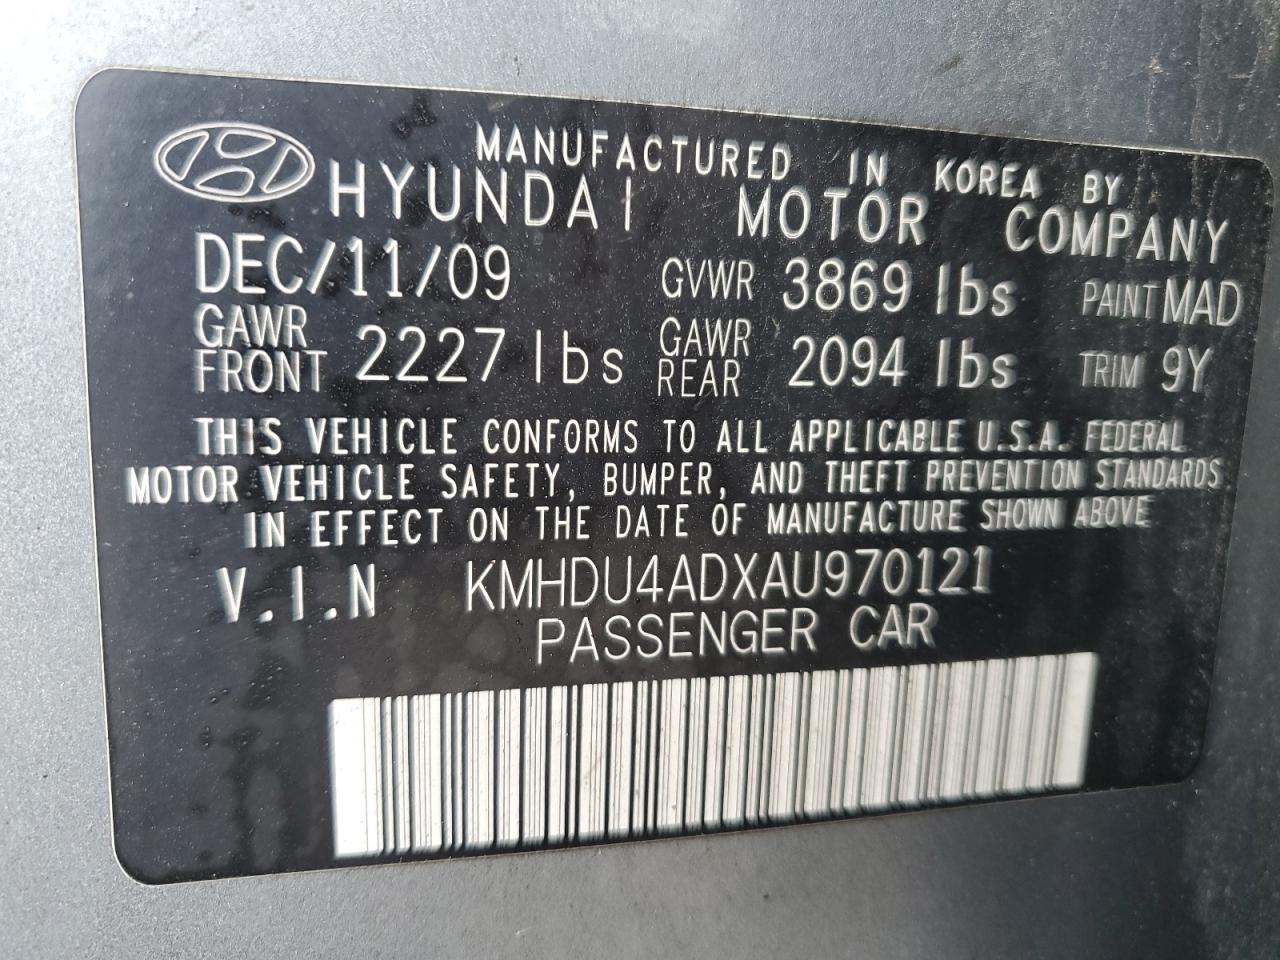 MANUFACTURED IN KOREA BY
HYUNDAI MOTOR COMPANY
DEC/11/09 GVWR 3869 lbs PAINT MAD
GAWR FRONT 2227 lbs GAWR REAR 2094 lbs TRIM 9Y
THIS VEHICLE CONFORMS TO ALL APPLICABLE U.S.A. FEDERAL
MOTOR VEHICLE SAFETY, BUMPER, AND THEFT PREVENTION STANDARDS
IN EFFECT ON THE DATE OF MANUFACTURE SHOWN ABOVE
V.I.N KMHDU4ADXAU970121
PASSENGER CAR